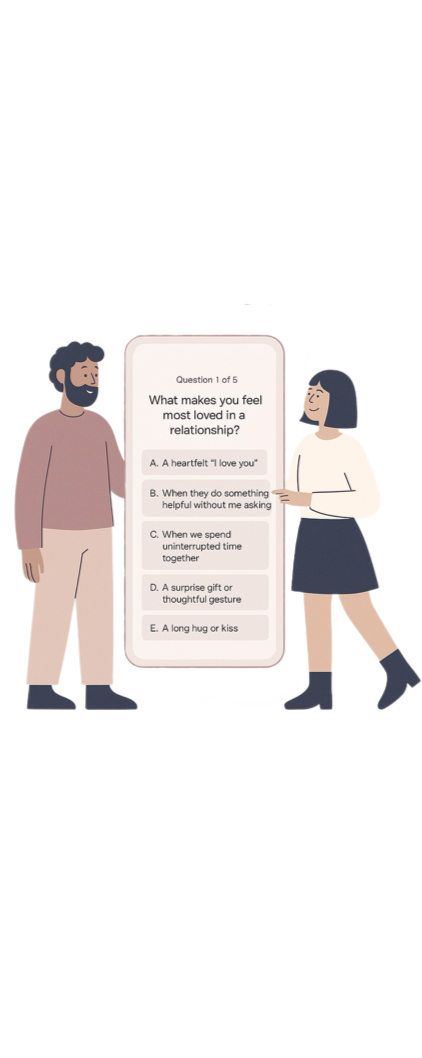 Question 1 of 5
What makes you feel
most loved in a
relationship?
A. A heartfelt “I love you”
B. When they do something
helpful without me asking
C. When we spend
uninterrupted time
together
D. A surprise gift or
thoughtful gesture
E. A long hug or kiss